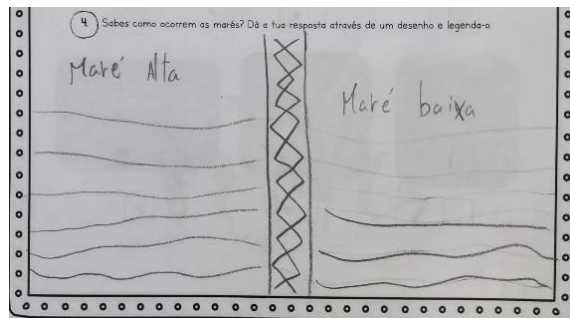 4. Sabes como ocorrem as marés? Dá a tua resposta através de um desenho e legenda-o.
Maré Alta
Maré baixa